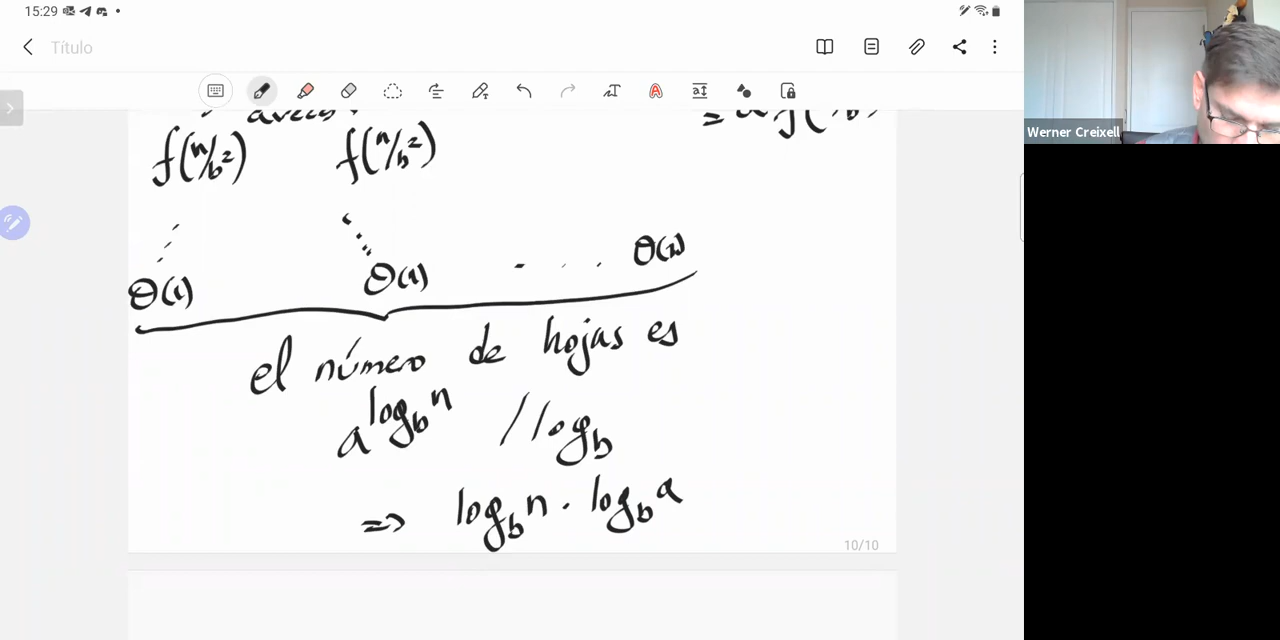 15:29
Título
= a f(n/b)
f(n/b²) f(n/b²)
Θ(1) Θ(1) . . . . Θ(1)
el número de hojas es
a^log_b n //log_b
=> log_b n · log_b a
10/10
Werner Creixell